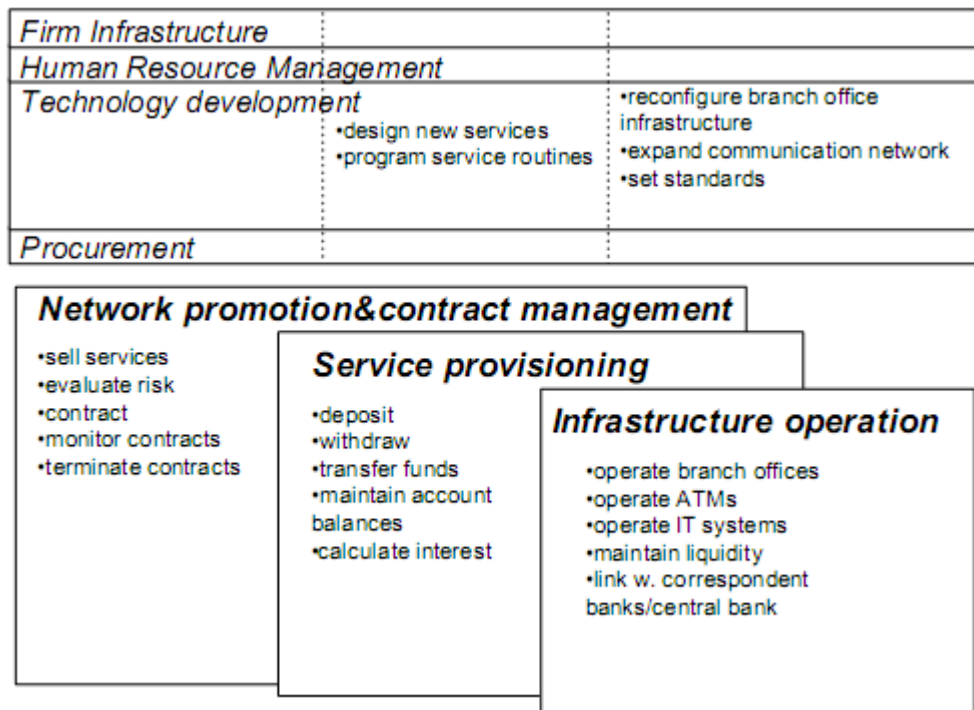 Firm Infrastructure
Human Resource Management
Technology development
•design new services
•program service routines
•reconfigure branch office
infrastructure
•expand communication network
•set standards
Procurement
Network promotion&contract management
•sell services
•evaluate risk
•contract
•monitor contracts
•terminate contracts
Service provisioning
•deposit
•withdraw
•transfer funds
•maintain account
balances
•calculate interest
Infrastructure operation
•operate branch offices
•operate ATMs
•operate IT systems
•maintain liquidity
•link w. correspondent
banks/central bank